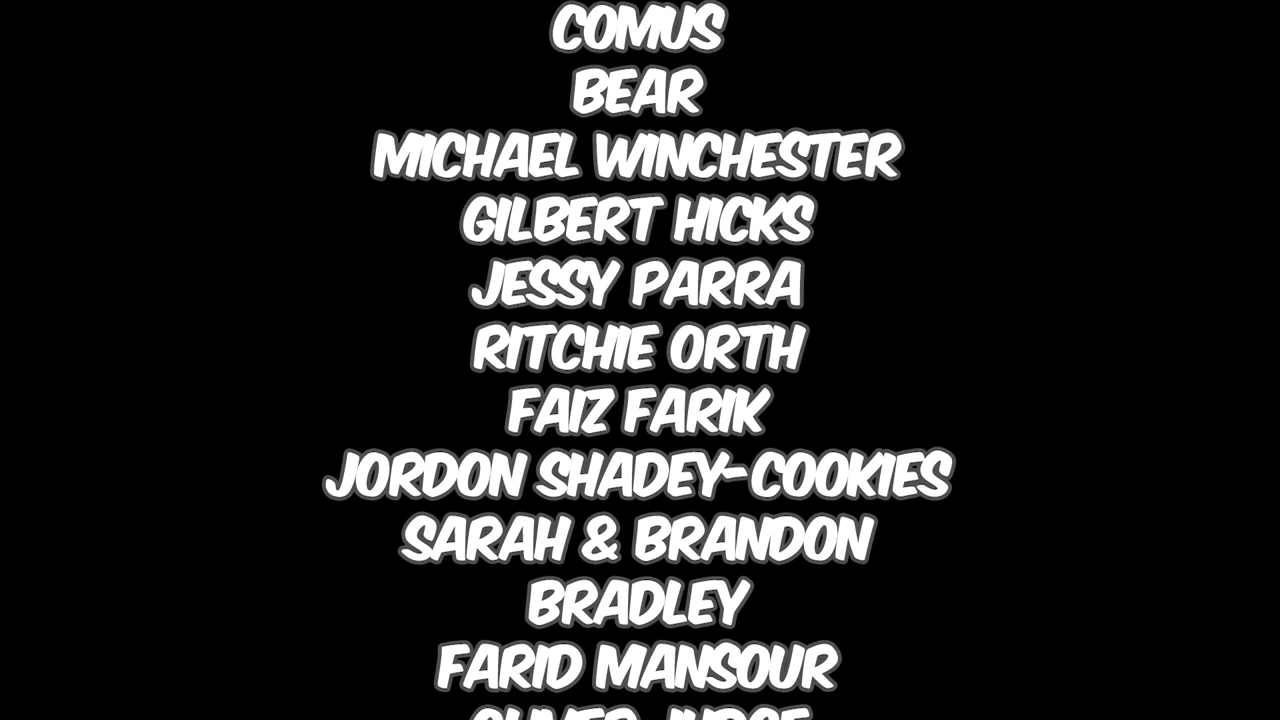 COMUS
BEAR
MICHAEL WINCHESTER
GILBERT HICKS
JESSY PARRA
RITCHIE ORTH
FAIZ FARIK
JORDON SHADEY-COOKIES
SARAH & BRANDON
BRADLEY
FARID MANSOUR